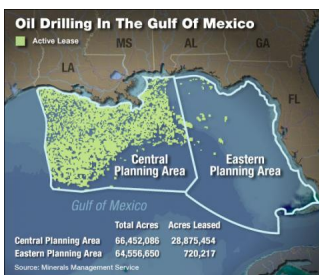 Oil Drilling In The Gulf Of Mexico
Active Lease
MS AL GA
LA
FL
Central
Planning Area
Eastern
Planning Area
Gulf of Mexico
Total Acres Acres Leased
Central Planning Area 66,452,086 28,875,454
Eastern Planning Area 64,556,650 720,217
Source: Minerals Management Service